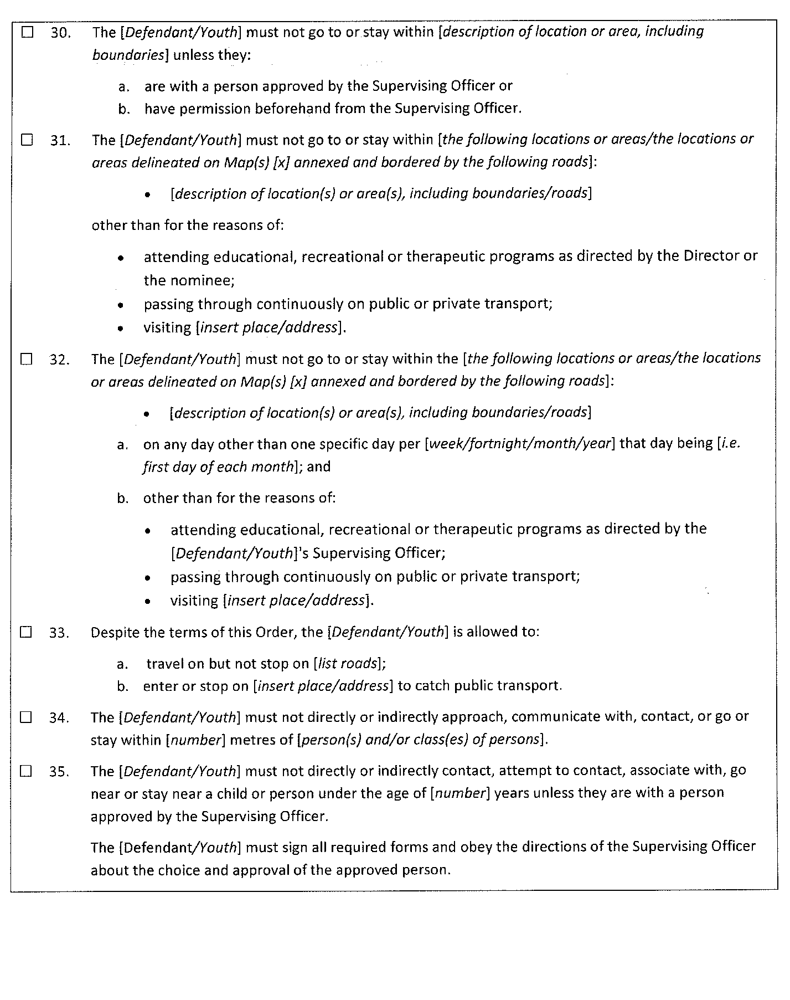 ☐ 30. The [Defendant/Youth] must not go to or stay within [description of location or area, including
boundaries] unless they:
a. are with a person approved by the Supervising Officer or
b. have permission beforehand from the Supervising Officer.
☐ 31. The [Defendant/Youth] must not go to or stay within [the following locations or areas/the locations or
areas delineated on Map(s) [x] annexed and bordered by the following roads]:
• [description of location(s) or area(s), including boundaries/roads]
other than for the reasons of:
• attending educational, recreational or therapeutic programs as directed by the Director or
the nominee;
• passing through continuously on public or private transport;
• visiting [insert place/address].
☐ 32. The [Defendant/Youth] must not go to or stay within the [the following locations or areas/the locations
or areas delineated on Map(s) [x] annexed and bordered by the following roads]:
• [description of location(s) or area(s), including boundaries/roads]
a. on any day other than one specific day per [week/fortnight/month/year] that day being [i.e.
first day of each month]; and
b. other than for the reasons of:
• attending educational, recreational or therapeutic programs as directed by the
[Defendant/Youth]'s Supervising Officer;
• passing through continuously on public or private transport;
• visiting [insert place/address].
☐ 33. Despite the terms of this Order, the [Defendant/Youth] is allowed to:
a. travel on but not stop on [list roads];
b. enter or stop on [insert place/address] to catch public transport.
☐ 34. The [Defendant/Youth] must not directly or indirectly approach, communicate with, contact, or go or
stay within [number] metres of [person(s) and/or class(es) of persons].
☐ 35. The [Defendant/Youth] must not directly or indirectly contact, attempt to contact, associate with, go
near or stay near a child or person under the age of [number] years unless they are with a person
approved by the Supervising Officer.
The [Defendant/Youth] must sign all required forms and obey the directions of the Supervising Officer
about the choice and approval of the approved person.